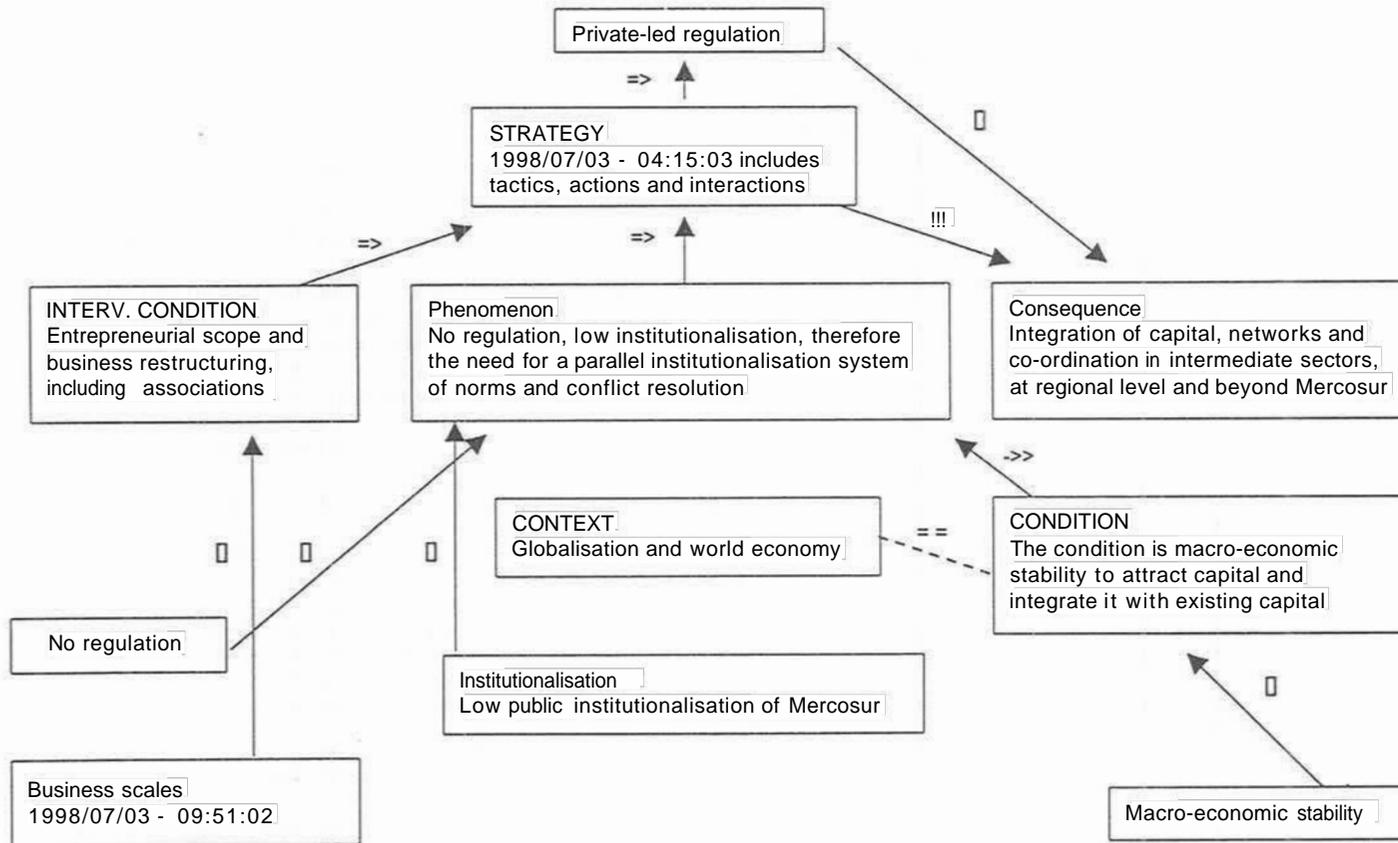 Private-led regulation
=>
STRATEGY
1998/07/03 - 04:15:03 includes
tactics, actions and interactions
▯
!!!
=>
=>
INTERV. CONDITION
Entrepreneurial scope and
business restructuring,
including associations
Phenomenon
No regulation, low institutionalisation, therefore
the need for a parallel institutionalisation system
of norms and conflict resolution
Consequence
Integration of capital, networks and
co-ordination in intermediate sectors,
at regional level and beyond Mercosur
->>
CONTEXT
Globalisation and world economy
==
CONDITION
The condition is macro-economic
stability to attract capital and
integrate it with existing capital
▯
▯
▯
No regulation
Institutionalisation
Low public institutionalisation of Mercosur
▯
Business scales
1998/07/03 - 09:51:02
Macro-economic stability